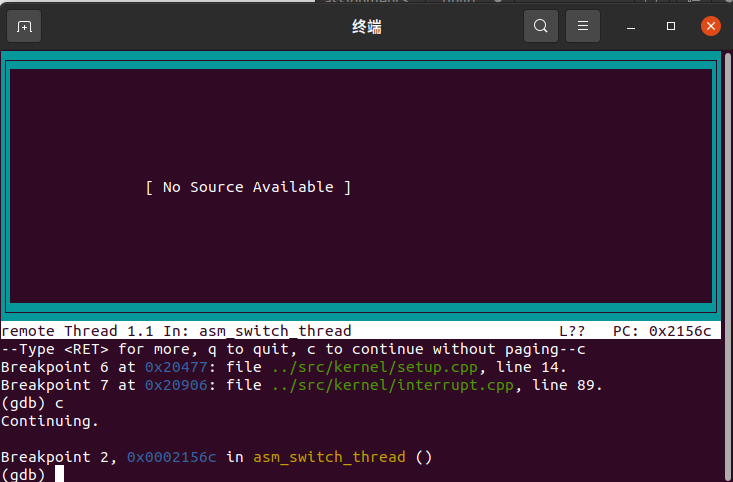 终端
[ No Source Available ]
remote Thread 1.1 In: asm_switch_thread L?? PC: 0x2156c
--Type <RET> for more, q to quit, c to continue without paging--c
Breakpoint 6 at 0x20477: file ../src/kernel/setup.cpp, line 14.
Breakpoint 7 at 0x20906: file ../src/kernel/interrupt.cpp, line 89.
(gdb) c
Continuing.
Breakpoint 2, 0x0002156c in asm_switch_thread ()
(gdb)